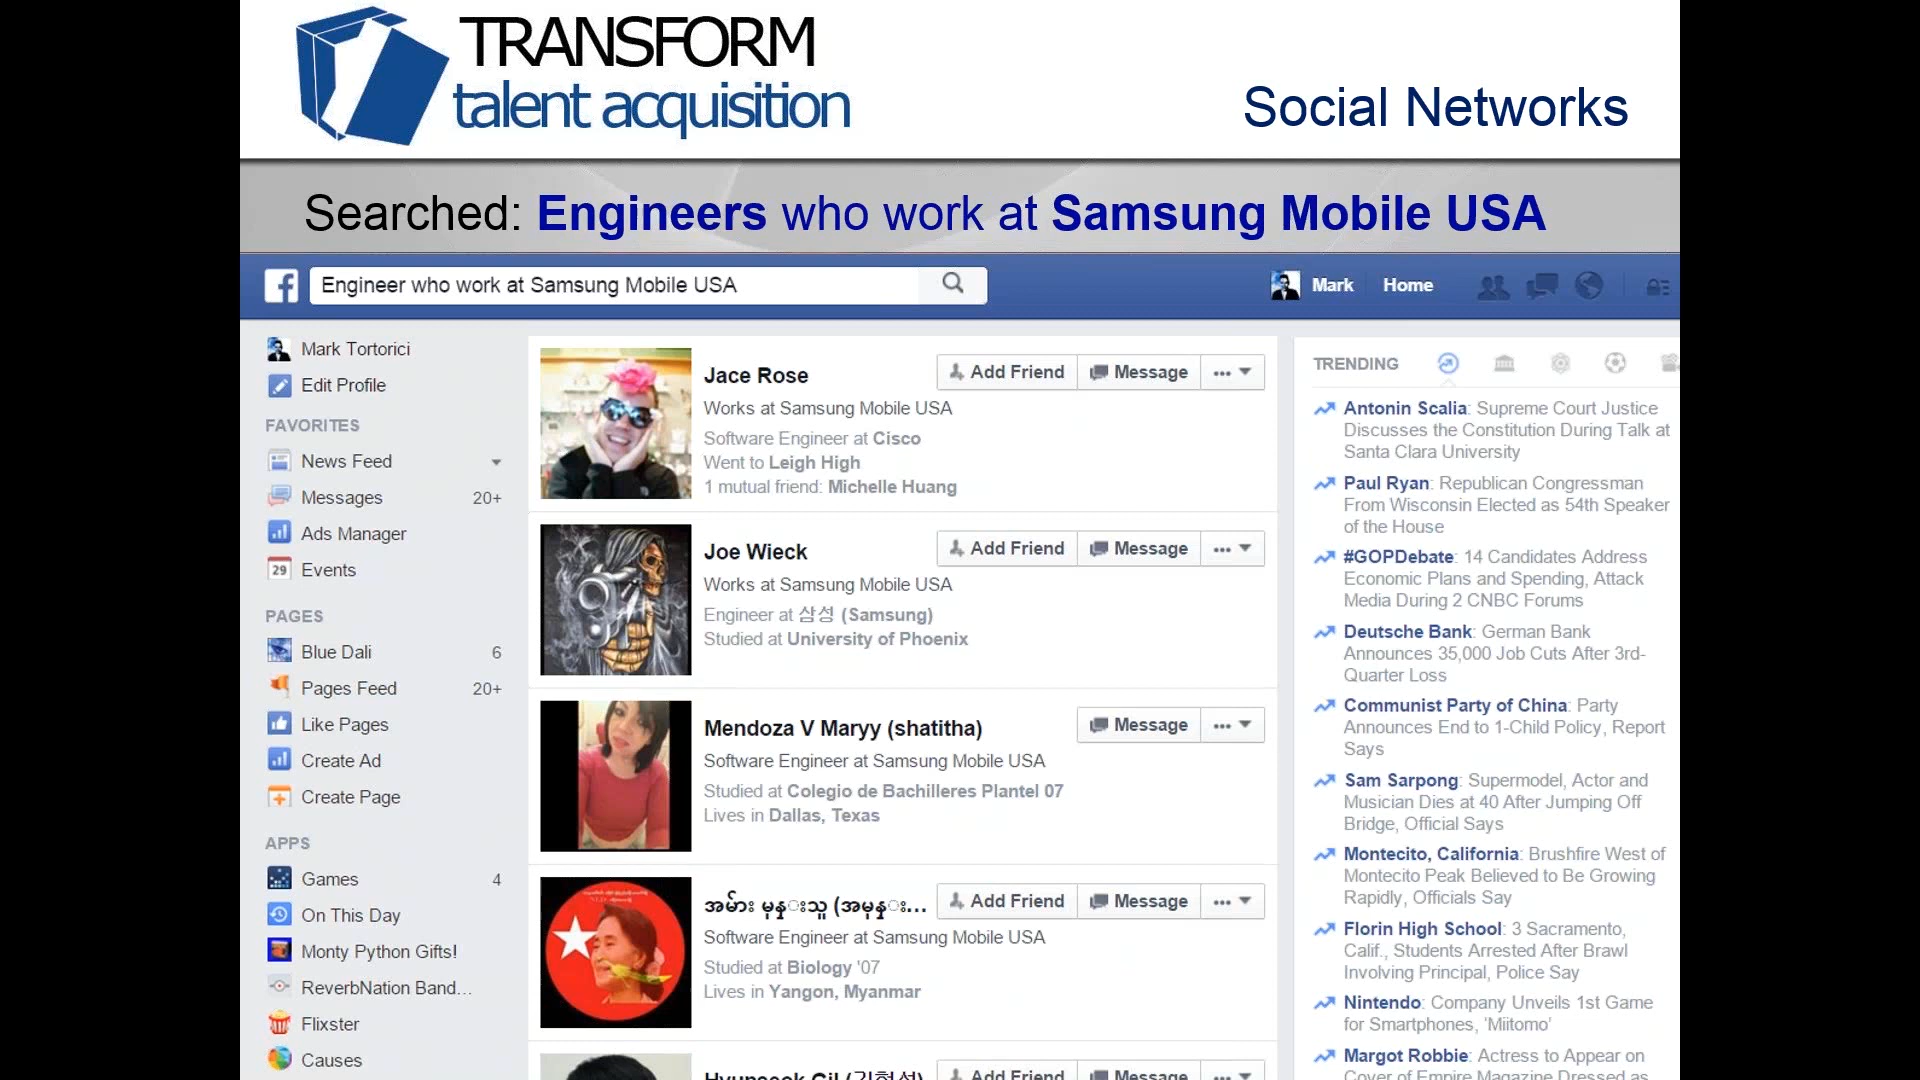 TRANSFORM
talent acquisition
Social Networks
Searched: Engineers who work at Samsung Mobile USA
Engineer who work at Samsung Mobile USA
Mark
Home
Mark Tortorici
Edit Profile
FAVORITES
News Feed
Messages 20+
Ads Manager
29 Events
PAGES
Blue Dali 6
Pages Feed 20+
Like Pages
Create Ad
Create Page
APPS
Games 4
On This Day
Monty Python Gifts!
ReverbNation Band...
Flixster
Causes
Jace Rose
Add Friend Message ...
Works at Samsung Mobile USA
Software Engineer at Cisco
Went to Leigh High
1 mutual friend: Michelle Huang
Joe Wieck
Add Friend Message ...
Works at Samsung Mobile USA
Engineer at 삼성 (Samsung)
Studied at University of Phoenix
Mendoza V Maryy (shatitha)
Message ...
Software Engineer at Samsung Mobile USA
Studied at Colegio de Bachilleres Plantel 07
Lives in Dallas, Texas
Add Friend Message ...
Software Engineer at Samsung Mobile USA
Studied at Biology '07
Lives in Yangon, Myanmar
Hyunseok Gil (길현석)
Add Friend Message ...
TRENDING
Antonin Scalia: Supreme Court Justice
Discusses the Constitution During Talk at
Santa Clara University
Paul Ryan: Republican Congressman
From Wisconsin Elected as 54th Speaker
of the House
#GOPDebate: 14 Candidates Address
Economic Plans and Spending, Attack
Media During 2 CNBC Forums
Deutsche Bank: German Bank
Announces 35,000 Job Cuts After 3rd-
Quarter Loss
Communist Party of China: Party
Announces End to 1-Child Policy, Report
Says
Sam Sarpong: Supermodel, Actor and
Musician Dies at 40 After Jumping Off
Bridge, Official Says
Montecito, California: Brushfire West of
Montecito Peak Believed to Be Growing
Rapidly, Officials Say
Florin High School: 3 Sacramento,
Calif., Students Arrested After Brawl
Involving Principal, Police Say
Nintendo: Company Unveils 1st Game
for Smartphones, 'Miitomo'
Margot Robbie: Actress to Appear on
Cover of Empire Magazine Dressed as